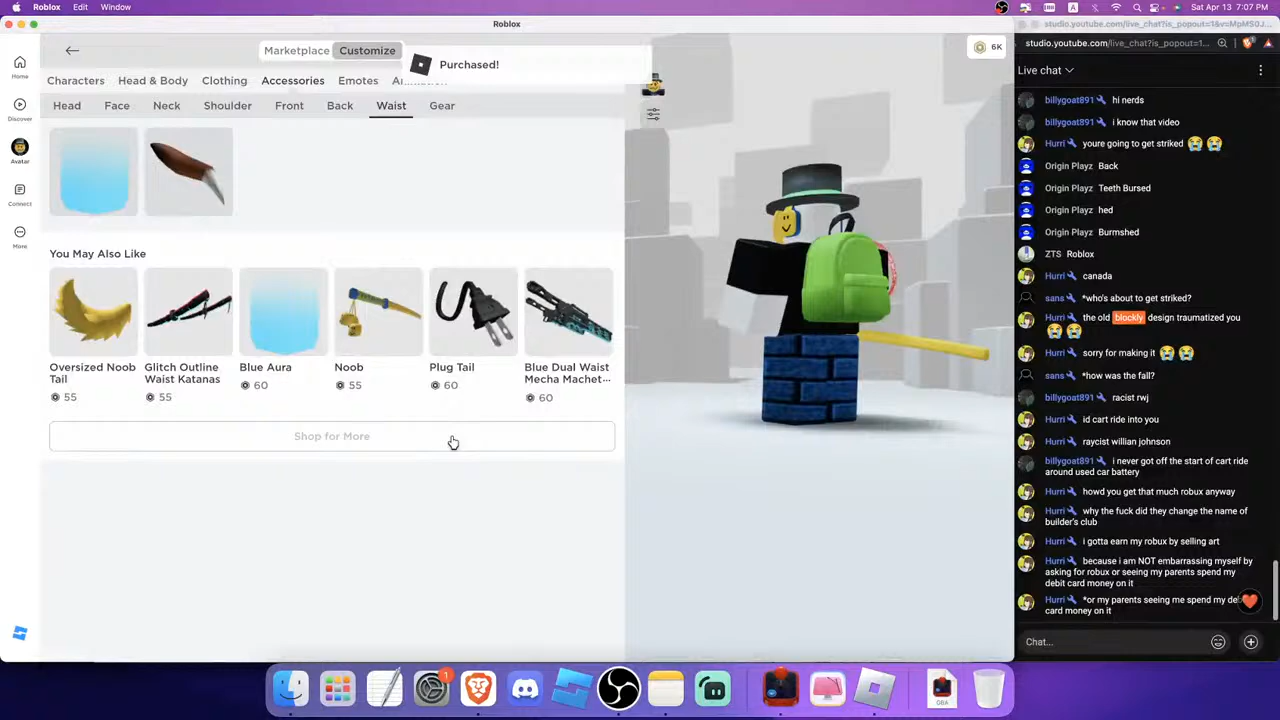 Roblox Edit Window
A Sat Apr 13 7:07 PM
Roblox
studio.youtube.com/live_chat?is_popout=1&v=MpMS0J...
studio.youtube.com/live_chat?is_popout=1...
Home
Discover
Avatar
Connect
More
Marketplace Customize
Purchased!
6K
Characters Head & Body Clothing Accessories Emotes
Head Face Neck Shoulder Front Back Waist Gear
You May Also Like
Oversized Noob Tail
55
Glitch Outline Waist Katanas
55
Blue Aura
60
Noob
55
Plug Tail
60
Blue Dual Waist Mecha Machet...
60
Shop for More
Live chat
billygoat891 hi nerds
billygoat891 i know that video
Hurri youre going to get striked 😭 😭
Origin Playz Back
Origin Playz Teeth Bursed
Origin Playz hed
Origin Playz Burmshed
ZTS Roblox
Hurri canada
sans *who's about to get striked?
Hurri the old blockly design traumatized you
😭 😭
Hurri sorry for making it 😭 😭
sans *how was the fall?
billygoat891 racist rwj
Hurri id cart ride into you
Hurri raycist willian johnson
billygoat891 i never got off the start of cart ride
around used car battery
Hurri howd you get that much robux anyway
Hurri why the fuck did they change the name of
builder's club
Hurri i gotta earn my robux by selling art
Hurri because i am NOT embarrassing myself by
asking for robux or seeing my parents spend my
debit card money on it
Hurri *or my parents seeing me spend my
card money on it
Chat...
1
GBA